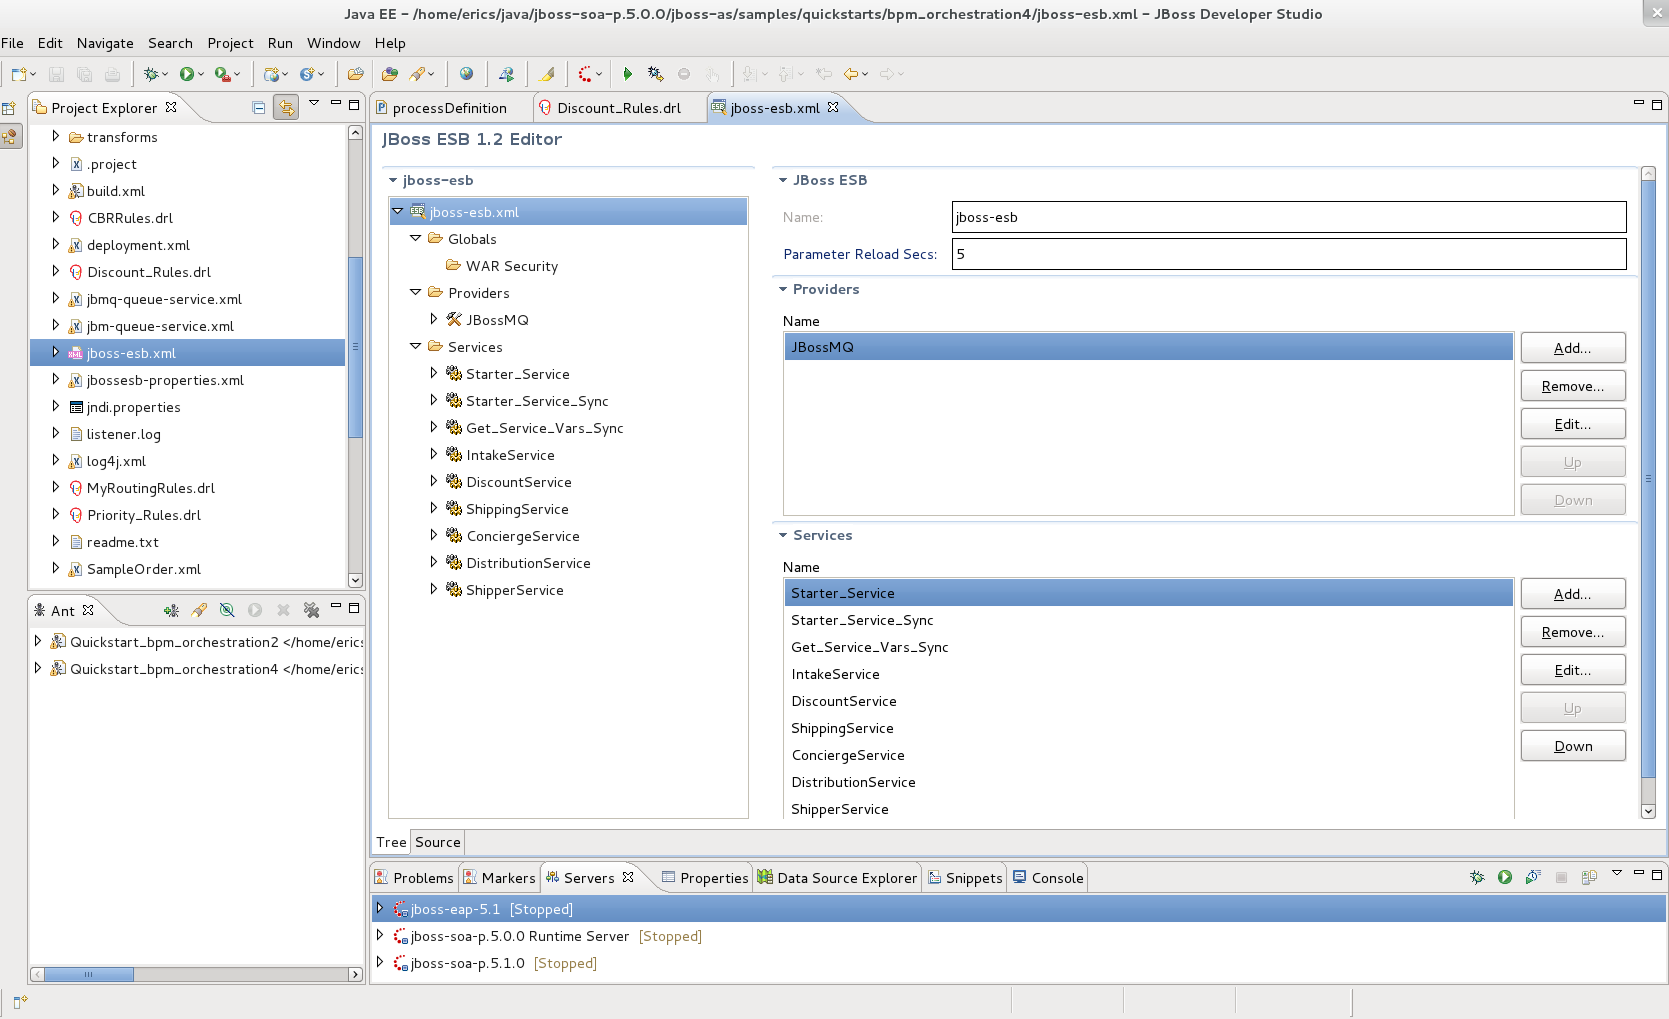 Java EE - /home/erics/java/jboss-soa-p.5.0.0/jboss-as/samples/quickstarts/bpm_orchestration4/jboss-esb.xml - JBoss Developer Studio
File Edit Navigate Search Project Run Window Help
Project Explorer
transforms
.project
build.xml
CBRRules.drl
deployment.xml
Discount_Rules.drl
jbmq-queue-service.xml
jbm-queue-service.xml
jboss-esb.xml
jbossesb-properties.xml
jndi.properties
listener.log
log4j.xml
MyRoutingRules.drl
Priority_Rules.drl
readme.txt
SampleOrder.xml
Ant
Quickstart_bpm_orchestration2 </home/erics
Quickstart_bpm_orchestration4 </home/erics
processDefinition Discount_Rules.drl jboss-esb.xml
JBoss ESB 1.2 Editor
jboss-esb
jboss-esb.xml
Globals
WAR Security
Providers
JBossMQ
Services
Starter_Service
Starter_Service_Sync
Get_Service_Vars_Sync
IntakeService
DiscountService
ShippingService
ConciergeService
DistributionService
ShipperService
JBoss ESB
Name: jboss-esb
Parameter Reload Secs: 5
Providers
Name
JBossMQ
Add...
Remove...
Edit...
Up
Down
Services
Name
Starter_Service
Starter_Service_Sync
Get_Service_Vars_Sync
IntakeService
DiscountService
ShippingService
ConciergeService
DistributionService
ShipperService
Add...
Remove...
Edit...
Up
Down
Tree Source
Problems Markers Servers Properties Data Source Explorer Snippets Console
jboss-eap-5.1 [Stopped]
jboss-soa-p.5.0.0 Runtime Server [Stopped]
jboss-soa-p.5.1.0 [Stopped]